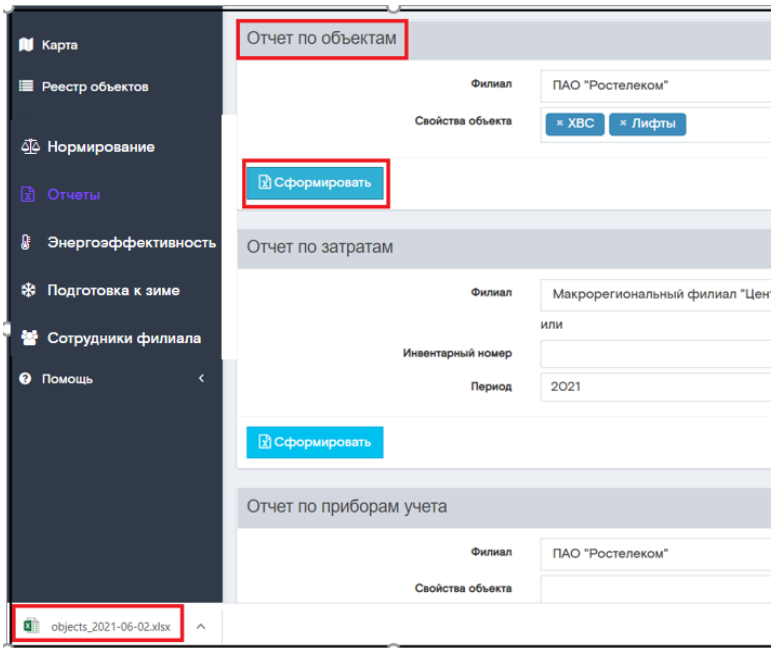 Карта
Реестр объектов
Нормирование
Отчеты
Энергоэффективность
Подготовка к зиме
Сотрудники филиала
Помощь
Отчет по объектам
Филиал
ПАО "Ростелеком"
Свойства объекта
× ХВС × Лифты
Сформировать
Отчет по затратам
Филиал
Макрорегиональный филиал "Цен
или
Инвентарный номер
Период
2021
Сформировать
Отчет по приборам учета
Филиал
ПАО "Ростелеком"
Свойства объекта
objects_2021-06-02.xlsx